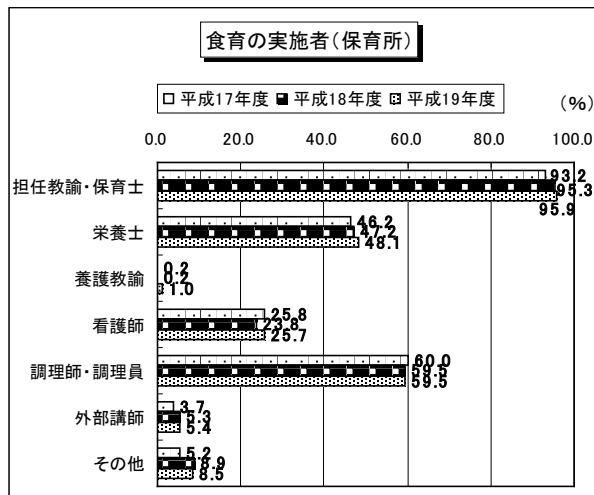 食育の実施者(保育所)
平成17年度 平成18年度 平成19年度
(%)
0.0 20.0 40.0 60.0 80.0 100.0
担任教諭・保育士
93.2
95.3
95.9
栄養士
46.2
47.2
48.1
養護教諭
0.2
0.2
1.0
看護師
25.8
23.8
25.7
調理師・調理員
60.0
59.5
59.5
外部講師
3.7
5.3
5.4
その他
5.2
8.9
8.5